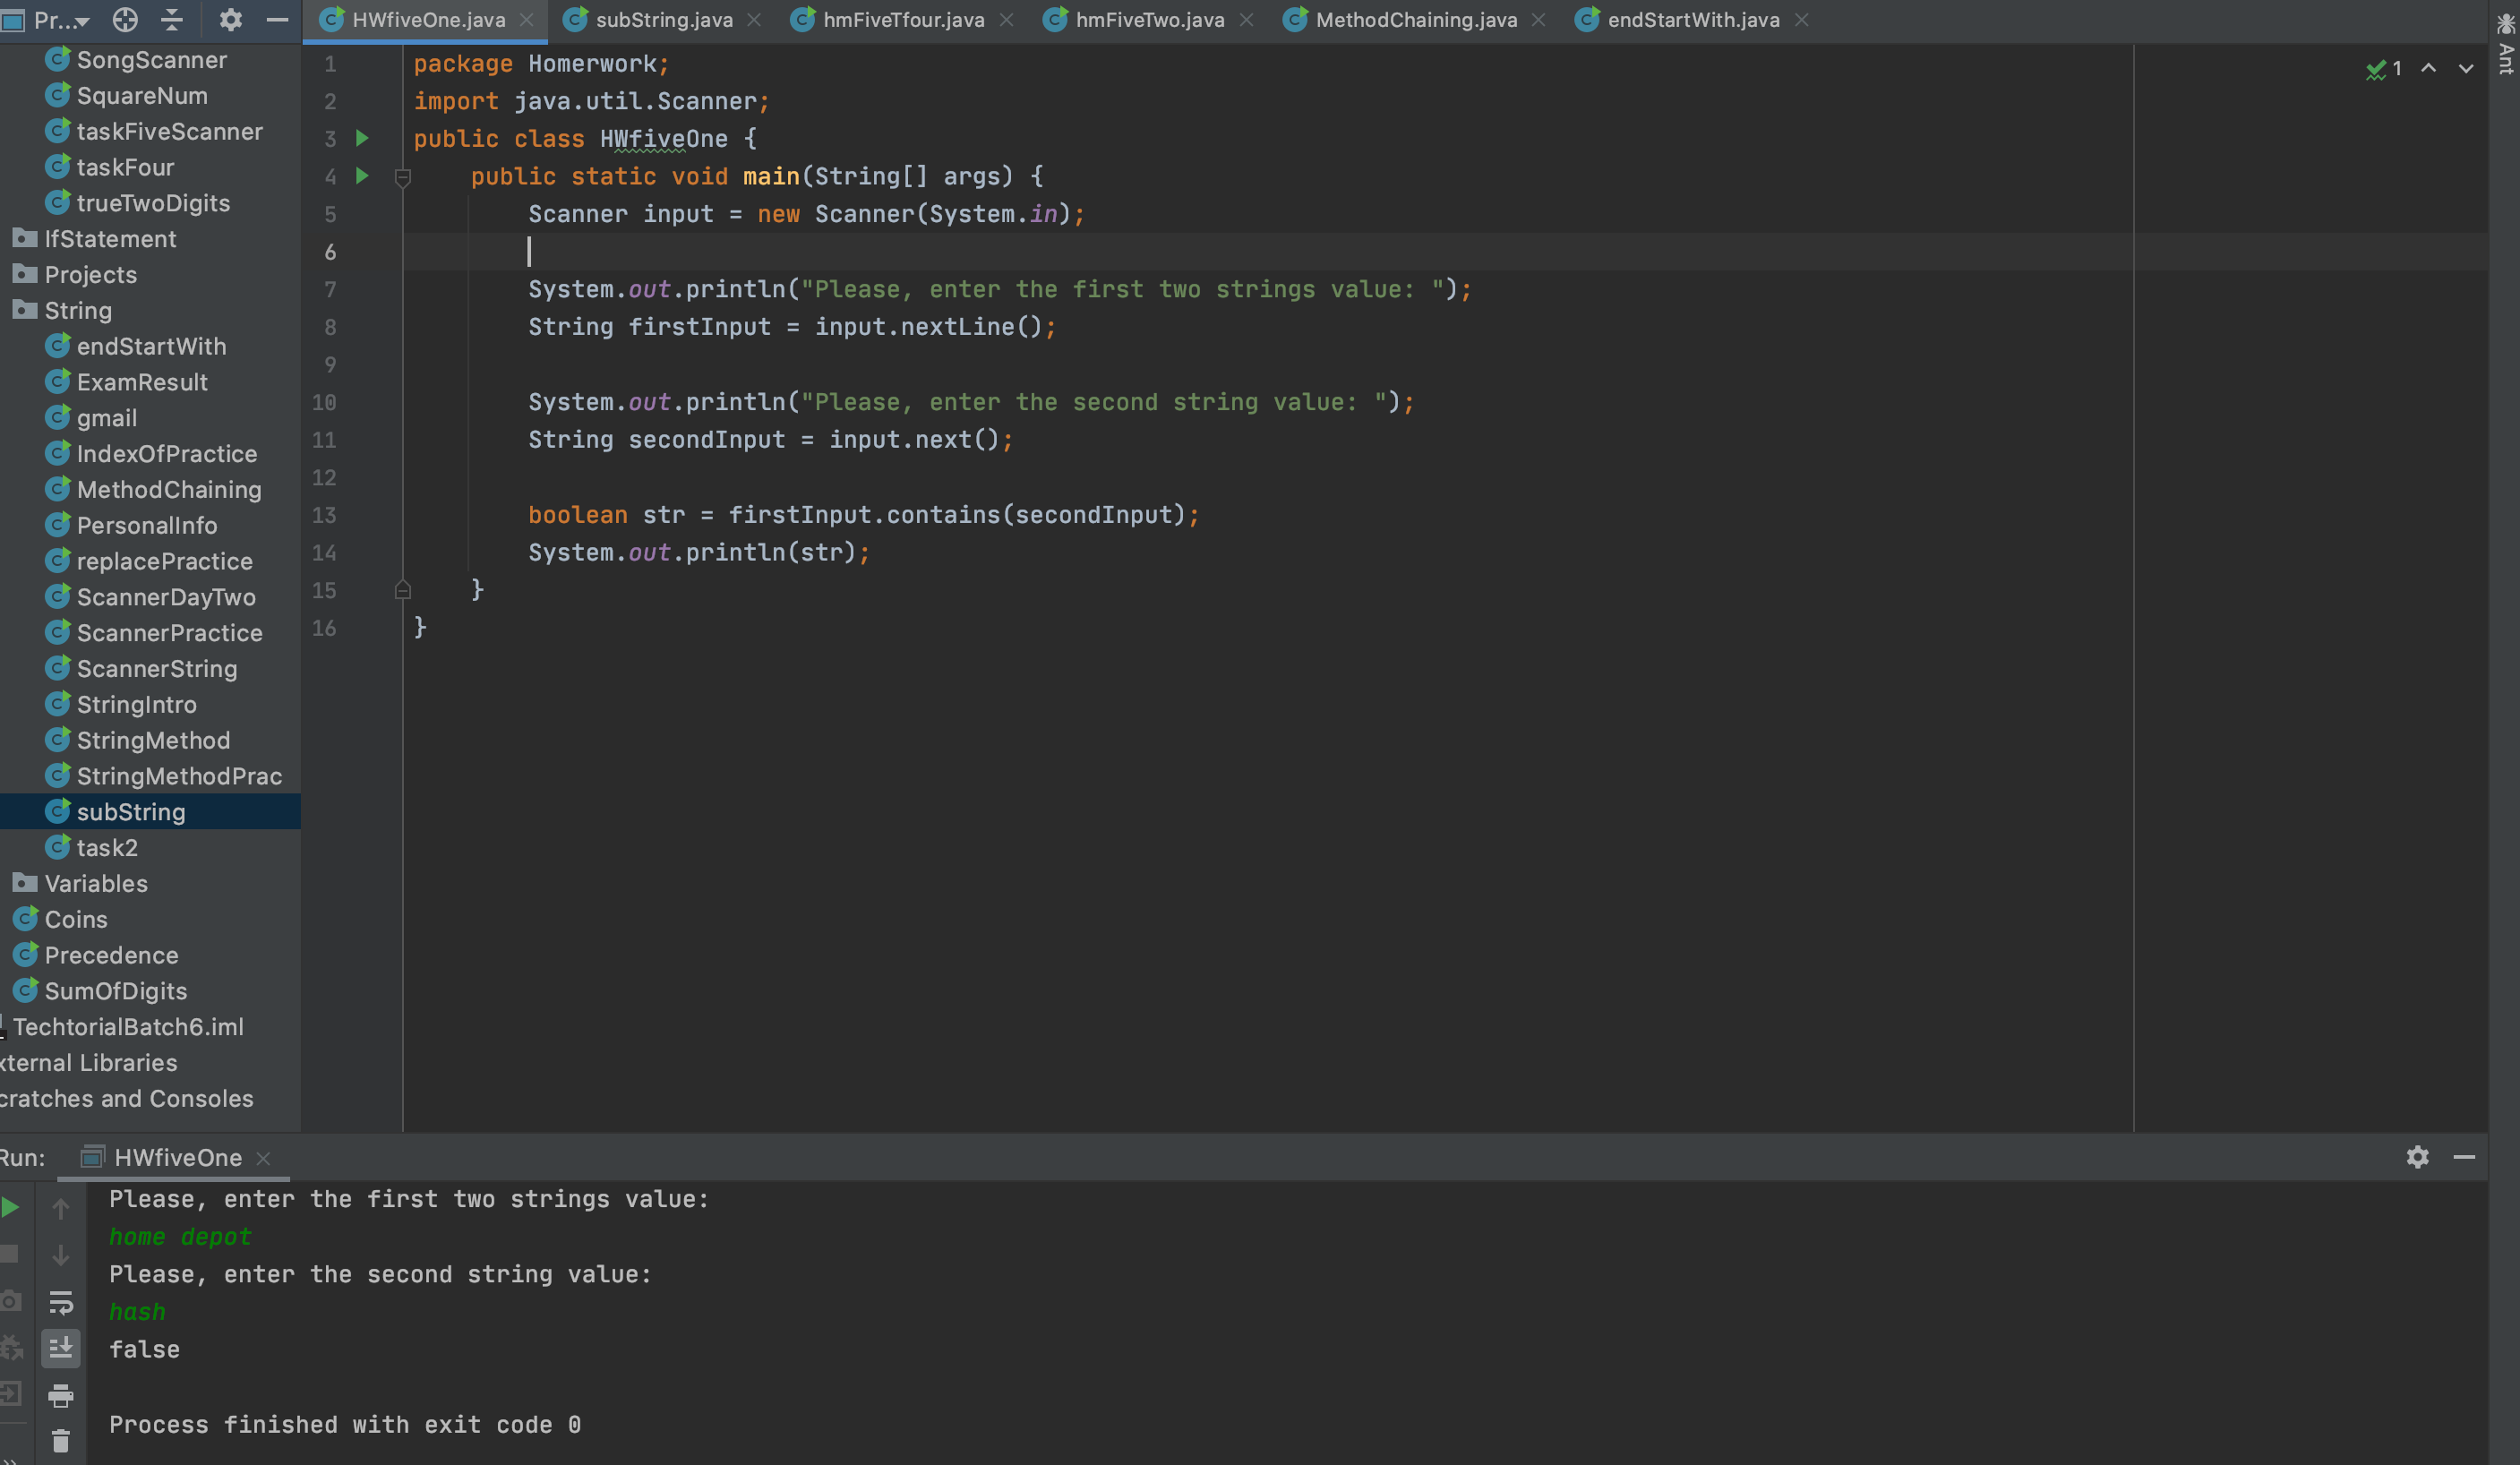 Pr...
HWfiveOne.java
subString.java
hmFiveTfour.java
hmFiveTwo.java
MethodChaining.java
endStartWith.java
Ant
SongScanner
SquareNum
taskFiveScanner
taskFour
trueTwoDigits
IfStatement
Projects
String
endStartWith
ExamResult
gmail
IndexOfPractice
MethodChaining
PersonalInfo
replacePractice
ScannerDayTwo
ScannerPractice
ScannerString
StringIntro
StringMethod
StringMethodPrac
subString
task2
Variables
Coins
Precedence
SumOfDigits
TechtorialBatch6.iml
xternal Libraries
cratches and Consoles
1 package Homerwork;
2 import java.util.Scanner;
3 public class HWfiveOne {
4 public static void main(String[] args) {
5 Scanner input = new Scanner(System.in);
6
7 System.out.println("Please, enter the first two strings value: ");
8 String firstInput = input.nextLine();
9
10 System.out.println("Please, enter the second string value: ");
11 String secondInput = input.next();
12
13 boolean str = firstInput.contains(secondInput);
14 System.out.println(str);
15 }
16 }
1
Run: HWfiveOne
Please, enter the first two strings value:
home depot
Please, enter the second string value:
hash
false
Process finished with exit code 0